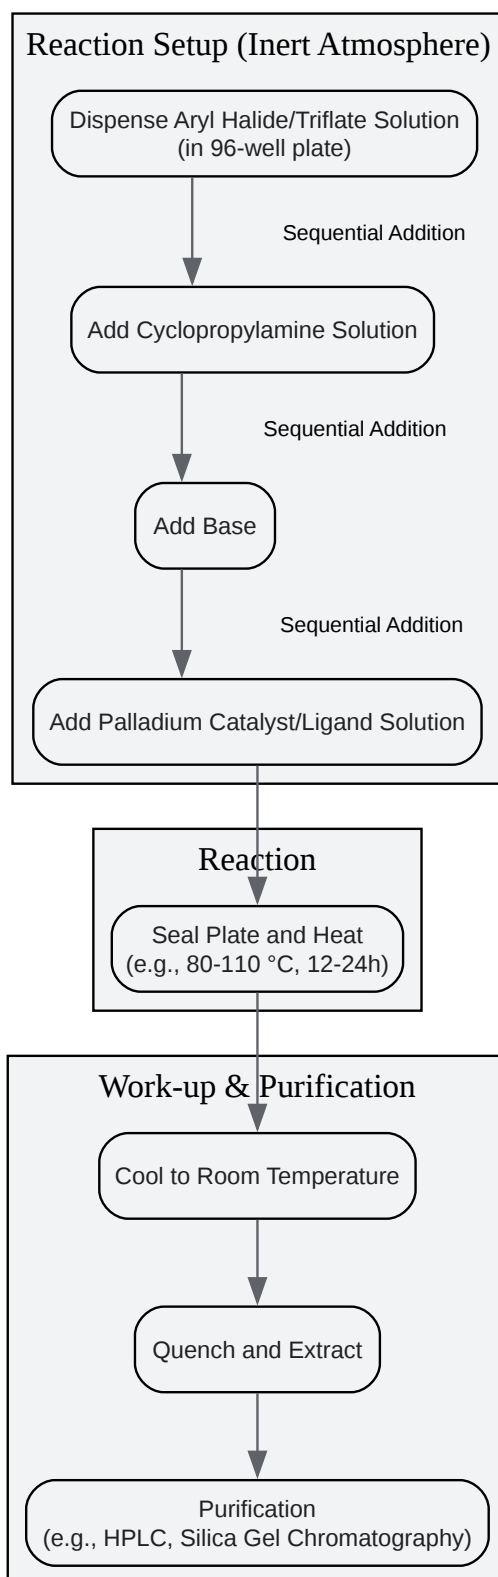 Reaction Setup (Inert Atmosphere)
Dispense Aryl Halide/Triflate Solution
(in 96-well plate)
Sequential Addition
Add Cyclopropylamine Solution
Sequential Addition
Add Base
Sequential Addition
Add Palladium Catalyst/Ligand Solution
Reaction
Seal Plate and Heat
(e.g., 80-110 °C, 12-24h)
Work-up & Purification
Cool to Room Temperature
Quench and Extract
Purification
(e.g., HPLC, Silica Gel Chromatography)